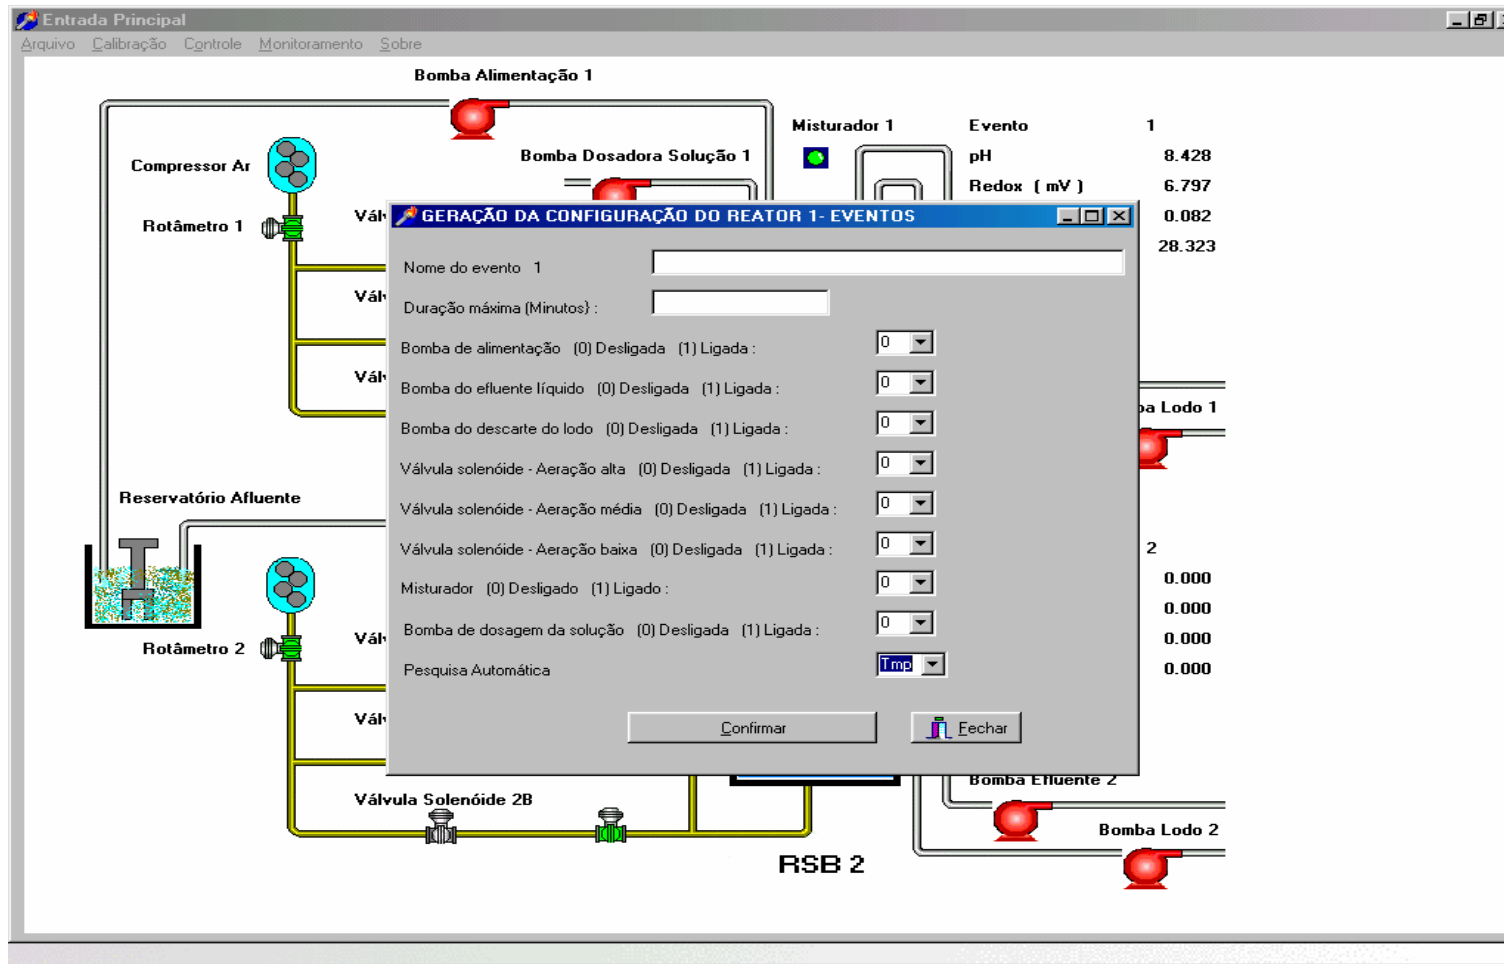 Entrada Principal
Arquivo Calibração Controle Monitoramento Sobre
Bomba Alimentação 1
Misturador 1 Evento 1
Compressor Ar Bomba Dosadora Solução 1 pH 8.428
Redox ( mV ) 6.797
Rotâmetro 1 0.082
28.323
GERAÇÃO DA CONFIGURAÇÃO DO REATOR 1- EVENTOS
Nome do evento 1
Duração máxima (Minutos} :
Bomba de alimentação (0) Desligada (1) Ligada : 0
Bomba do efluente líquido (0) Desligada (1) Ligada : 0
Bomba do descarte do lodo (0) Desligada (1) Ligada : 0
Válvula solenóide - Aeração alta (0) Desligada (1) Ligada : 0
Válvula solenóide - Aeração média (0) Desligada (1) Ligada : 0
Válvula solenóide - Aeração baixa (0) Desligada (1) Ligada : 0
Misturador (0) Desligado (1) Ligado : 0
Bomba de dosagem da solução (0) Desligada (1) Ligada : 0
Pesquisa Automática Tmp
Confirmar Fechar
Lodo 1
Reservatório Afluente
2
0.000
0.000
Rotâmetro 2 0.000
0.000
Bomba Efluente 2
Válvula Solenóide 2B
Bomba Lodo 2
RSB 2